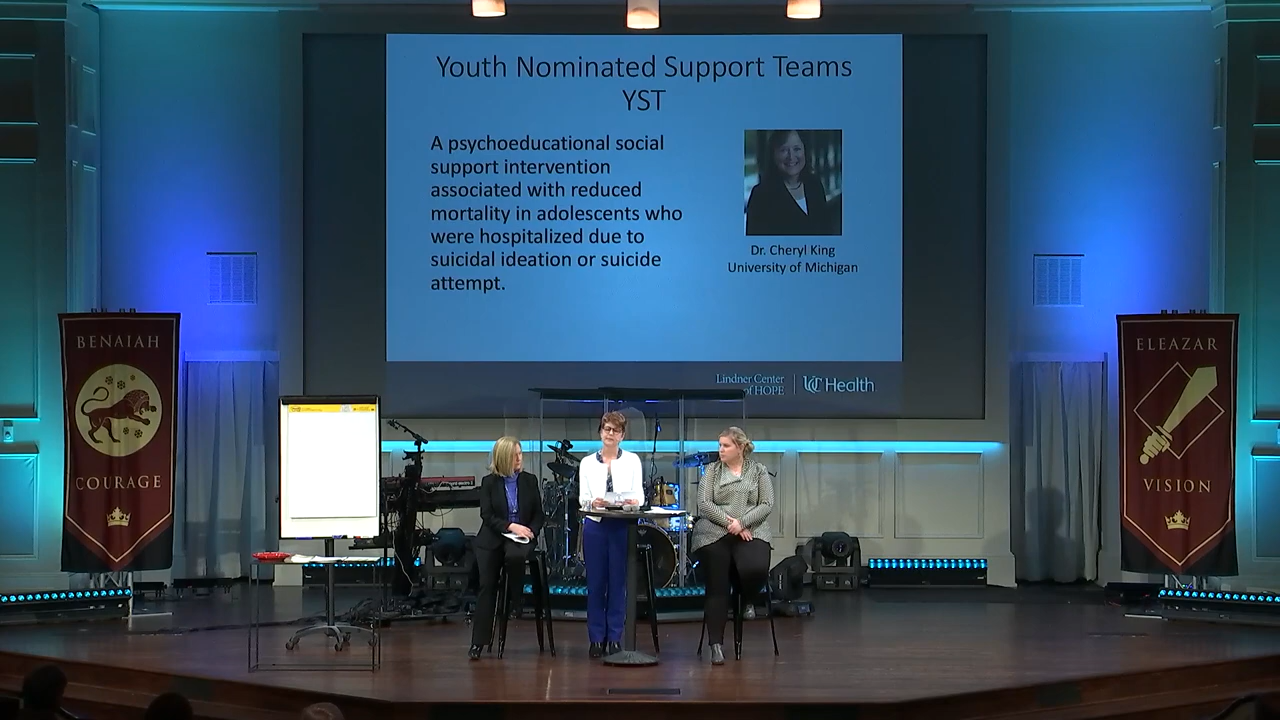 Youth Nominated Support Teams
YST
A psychoeducational social
support intervention
associated with reduced
mortality in adolescents who
were hospitalized due to
suicidal ideation or suicide
attempt.
Dr. Cheryl King
University of Michigan
Lindner Center
of HOPE
UC Health
BENAIAH
COURAGE
ELEAZAR
VISION